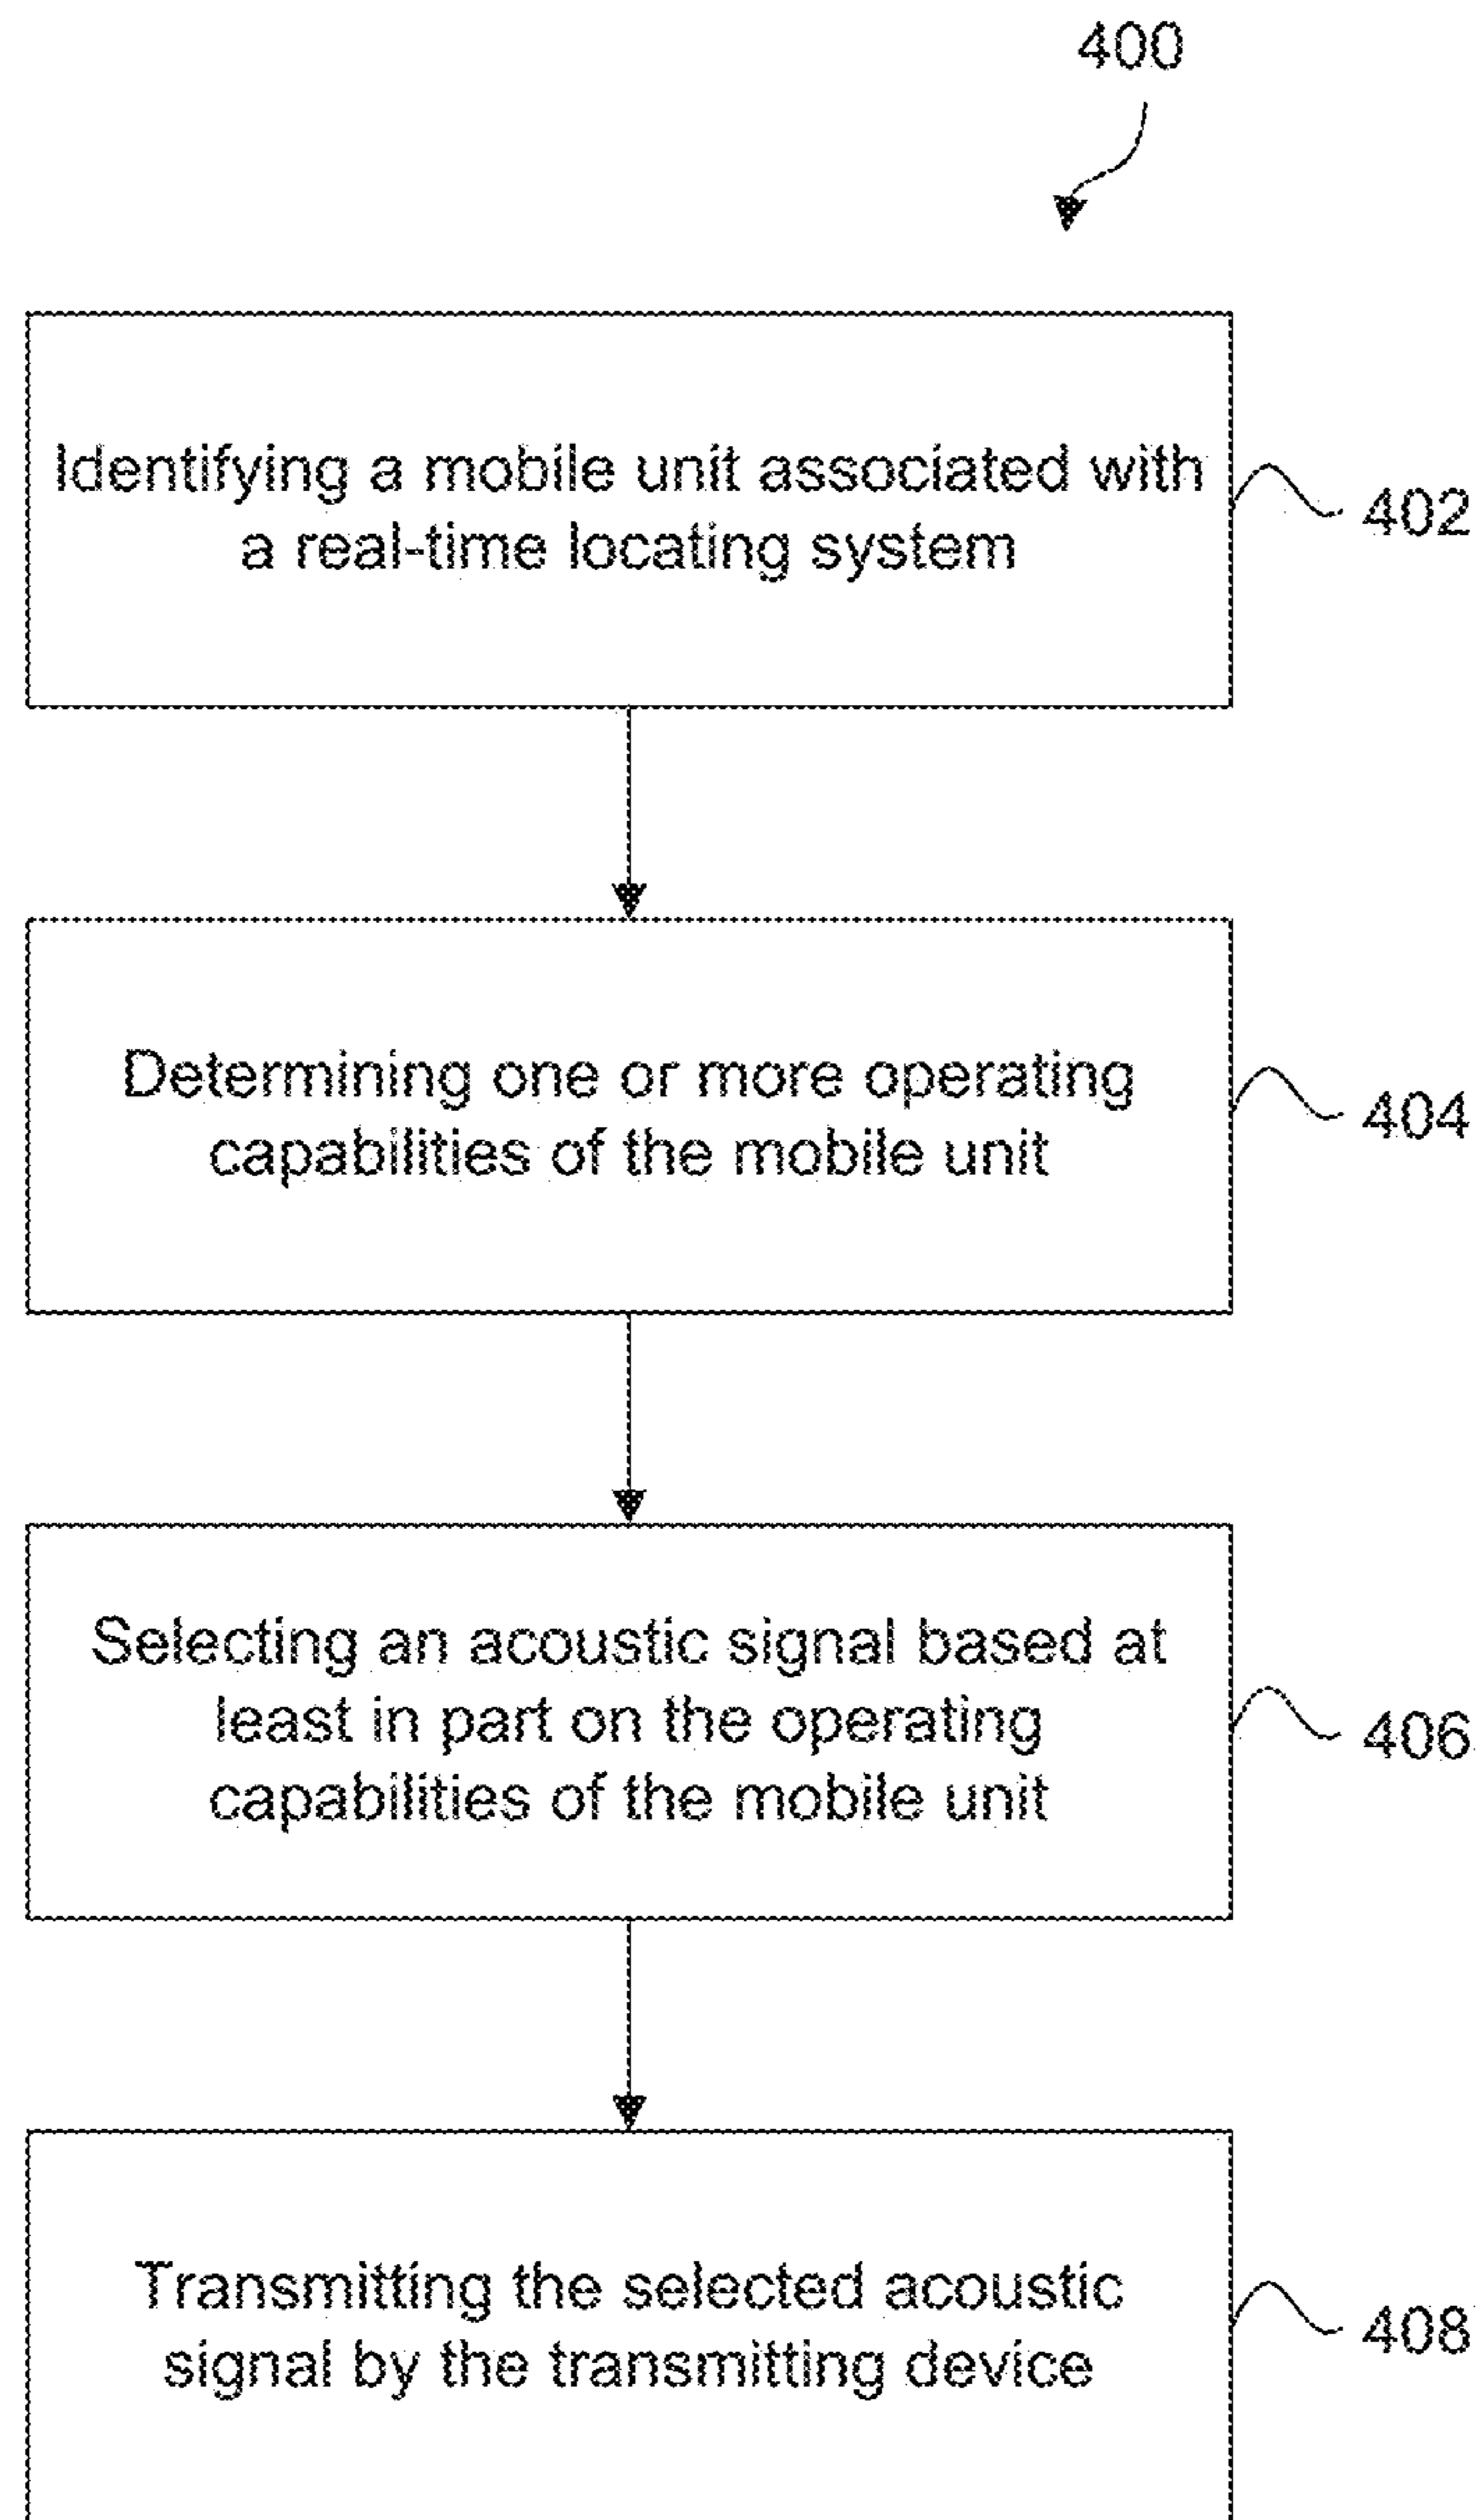 400
Identifying a mobile unit associated with
a real-time locating system
402
Determining one or more operating
capabilities of the mobile unit
404
Selecting an acoustic signal based at
least in part on the operating
capabilities of the mobile unit
406
Transmitting the selected acoustic
signal by the transmitting device
408